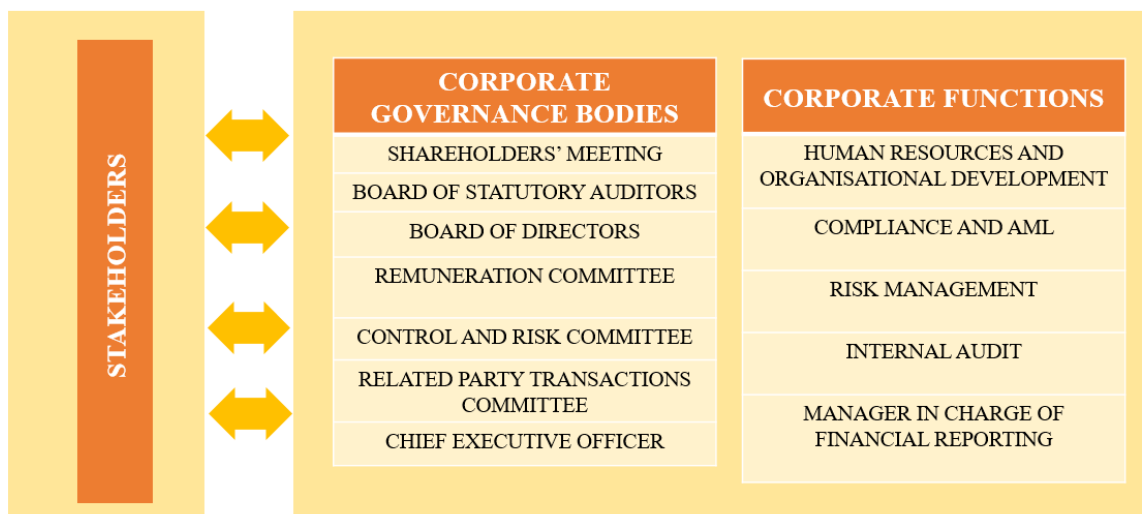 STAKEHOLDERS
CORPORATE
GOVERNANCE BODIES
SHAREHOLDERS’ MEETING
BOARD OF STATUTORY AUDITORS
BOARD OF DIRECTORS
REMUNERATION COMMITTEE
CONTROL AND RISK COMMITTEE
RELATED PARTY TRANSACTIONS
COMMITTEE
CHIEF EXECUTIVE OFFICER
CORPORATE FUNCTIONS
HUMAN RESOURCES AND
ORGANISATIONAL DEVELOPMENT
COMPLIANCE AND AML
RISK MANAGEMENT
INTERNAL AUDIT
MANAGER IN CHARGE OF
FINANCIAL REPORTING